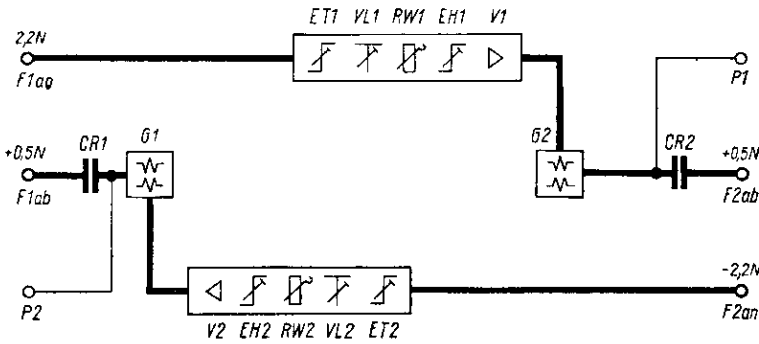 ET1 VL1 RW1 EH1 V1
2,2N
F1an
P1
+0,5N CR1 G1
G2 CR2 +0,5N
F1ab
F2ab
P2
-2,2N
F2an
V2 EH2 RW2 VL2 ET2